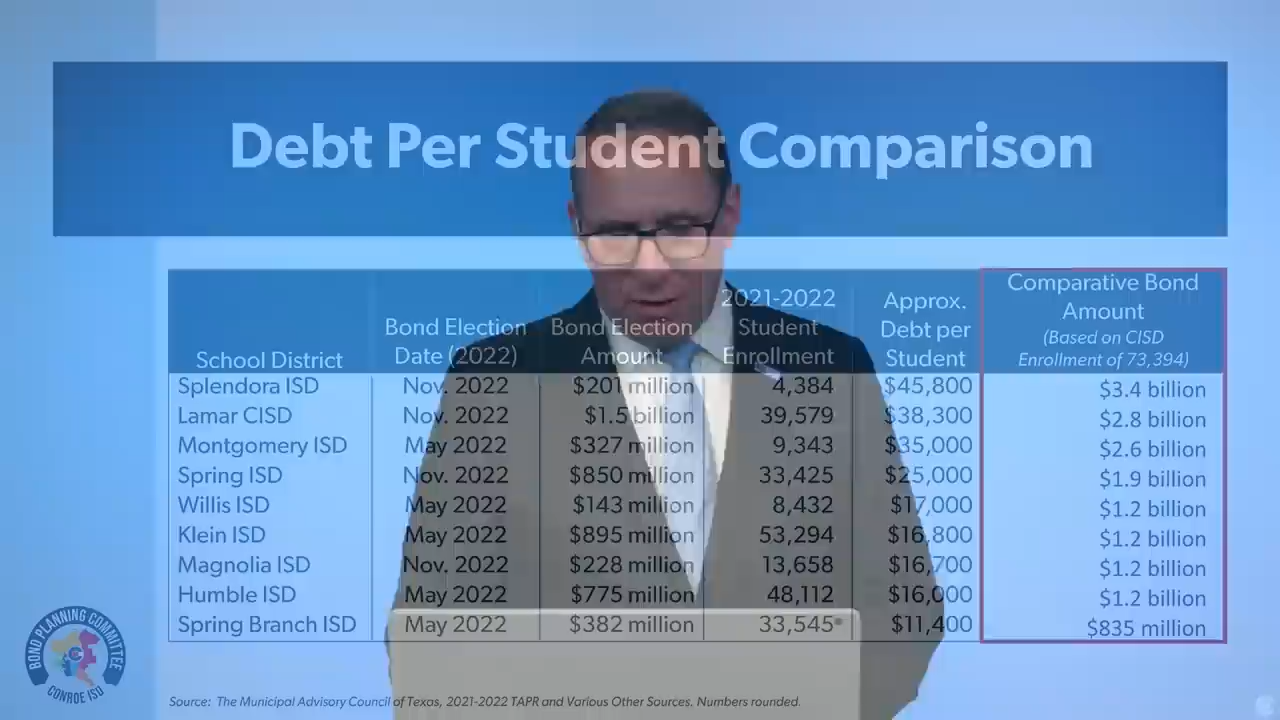 Debt Per Student Comparison
School District | Bond Election Date (2022) | Bond Election Amount | 2021-2022 Student Enrollment | Approx. Debt per Student | Comparative Bond Amount (Based on CISD Enrollment of 73,394)
Splendora ISD | Nov. 2022 | $201 million | 4,384 | $45,800 | $3.4 billion
Lamar CISD | Nov. 2022 | $1.5 billion | 39,579 | $38,300 | $2.8 billion
Montgomery ISD | May 2022 | $327 million | 9,343 | $35,000 | $2.6 billion
Spring ISD | Nov. 2022 | $850 million | 33,425 | $25,000 | $1.9 billion
Willis ISD | May 2022 | $143 million | 8,432 | $17,000 | $1.2 billion
Klein ISD | May 2022 | $895 million | 53,294 | $16,800 | $1.2 billion
Magnolia ISD | Nov. 2022 | $228 million | 13,658 | $16,700 | $1.2 billion
Humble ISD | May 2022 | $775 million | 48,112 | $16,000 | $1.2 billion
Spring Branch ISD | May 2022 | $382 million | 33,545* | $11,400 | $835 million
BOND PLANNING COMMITTEE
CONROE ISD
Source: The Municipal Advisory Council of Texas, 2021-2022 TAPR and Various Other Sources. Numbers rounded.